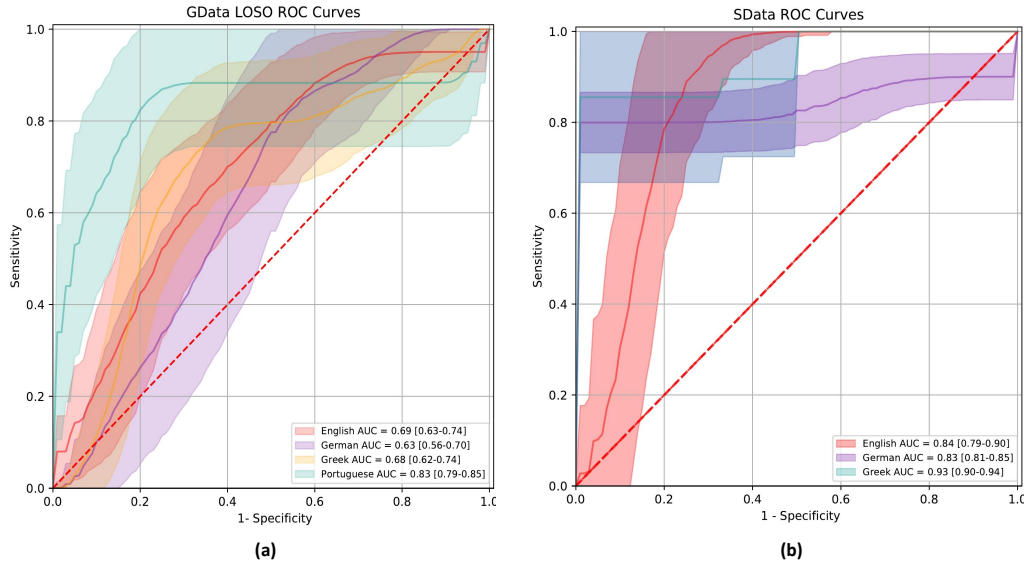 GData LOSO ROC Curves
1.0
0.8
0.6
0.4
0.2
0.0
Sensitivity
0.0 0.2 0.4 0.6 0.8 1.0
1- Specificity
English AUC = 0.69 [0.63-0.74]
German AUC = 0.63 [0.56-0.70]
Greek AUC = 0.68 [0.62-0.74]
Portuguese AUC = 0.83 [0.79-0.85]
(a)
SData ROC Curves
1.0
0.8
0.6
0.4
0.2
0.0
Sensitivity
0.0 0.2 0.4 0.6 0.8 1.0
1 - Specificity
English AUC = 0.84 [0.79-0.90]
German AUC = 0.83 [0.81-0.85]
Greek AUC = 0.93 [0.90-0.94]
(b)